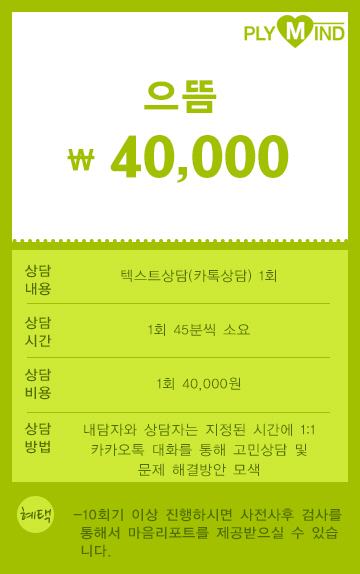 PLY M IND
으뜸
₩ 40,000
상담 내용
텍스트상담(카톡상담) 1회
상담 시간
1회 45분씩 소요
상담 비용
1회 40,000원
상담 방법
내담자와 상담자는 지정된 시간에 1:1
카카오톡 대화를 통해 고민상담 및
문제 해결방안 모색
혜택
-10회기 이상 진행하시면 사전사후 검사를
통해서 마음리포트를 제공받으실 수 있습
니다.